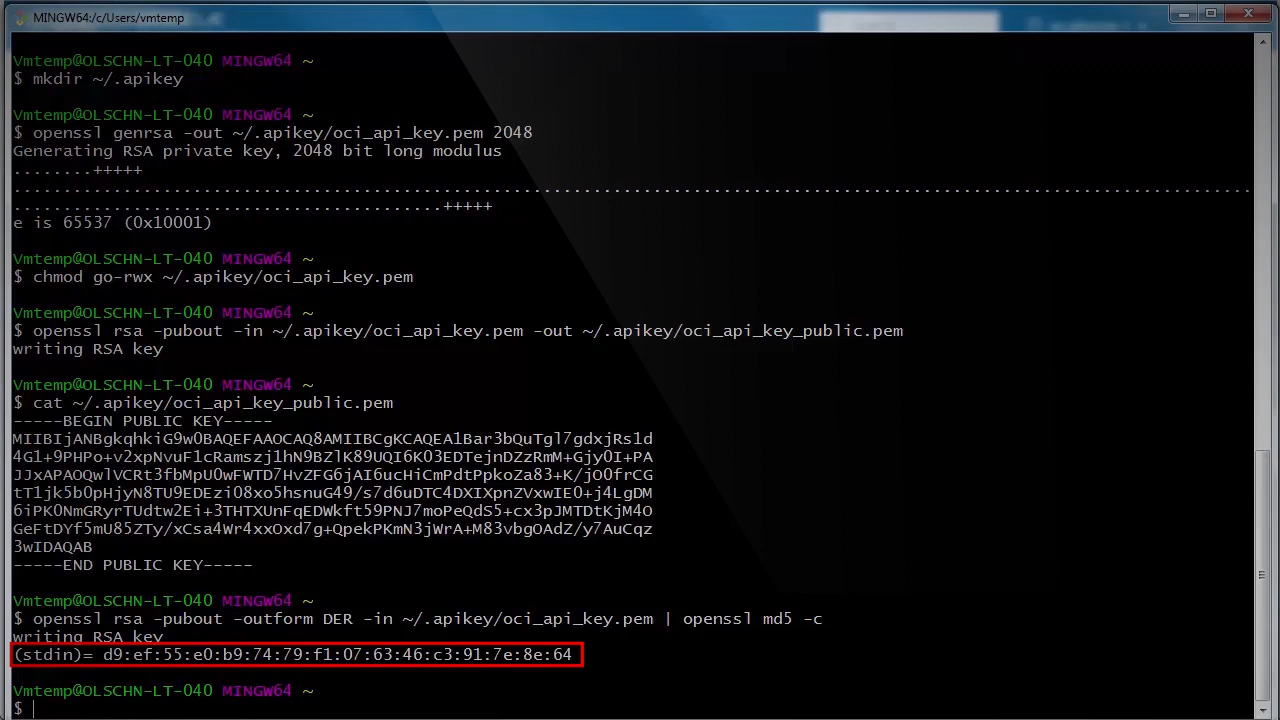 MINGW64:/c/Users/vmtemp
Vmtemp@OLSCHN-LT-040 MINGW64 ~
$ mkdir ~/.apikey
Vmtemp@OLSCHN-LT-040 MINGW64 ~
$ openssl genrsa -out ~/.apikey/oci_api_key.pem 2048
Generating RSA private key, 2048 bit long modulus
........+++++
............................................................................................................................
...........................................+++++
e is 65537 (0x10001)
Vmtemp@OLSCHN-LT-040 MINGW64 ~
$ chmod go-rwx ~/.apikey/oci_api_key.pem
Vmtemp@OLSCHN-LT-040 MINGW64 ~
$ openssl rsa -pubout -in ~/.apikey/oci_api_key.pem -out ~/.apikey/oci_api_key_public.pem
writing RSA key
Vmtemp@OLSCHN-LT-040 MINGW64 ~
$ cat ~/.apikey/oci_api_key_public.pem
-----BEGIN PUBLIC KEY-----
MIIBIjANBgkqhkiG9w0BAQEFAAOCAQ8AMIIBCgKCAQEA1Bar3bQuTgl7gdxjRs1d
4G1+9PHPo+v2xpNvuF1cRamszj1hN9BZlK89UQI6K03EDTejnDZzRmM+Gjy0I+PA
JJxAPAOQwlVCRt3fbMpU0wFWTD7HvZFG6jAI6ucHiCmPdtPpkoZa83+K/jO0frCG
tT1jk5b0pHjyN8TU9EDEzi08xo5hsnuG49/s7d6uDTC4DXIXpnZVxwIE0+j4LgDM
6iPK0NmGRyrTUdtw2Ei+3THTXUnFqEDWkft59PNJ7moPeQdS5+cx3pJMTDtKjM4O
GeFtDYf5mU85ZTy/xCsa4Wr4xxOxd7g+QpekPKmN3jWrA+M83vbgOAdZ/y7AuCqz
3wIDAQAB
-----END PUBLIC KEY-----
Vmtemp@OLSCHN-LT-040 MINGW64 ~
$ openssl rsa -pubout -outform DER -in ~/.apikey/oci_api_key.pem | openssl md5 -c
writing RSA key
(stdin)= d9:ef:55:e0:b9:74:79:f1:07:63:46:c3:91:7e:8e:64
Vmtemp@OLSCHN-LT-040 MINGW64 ~
$